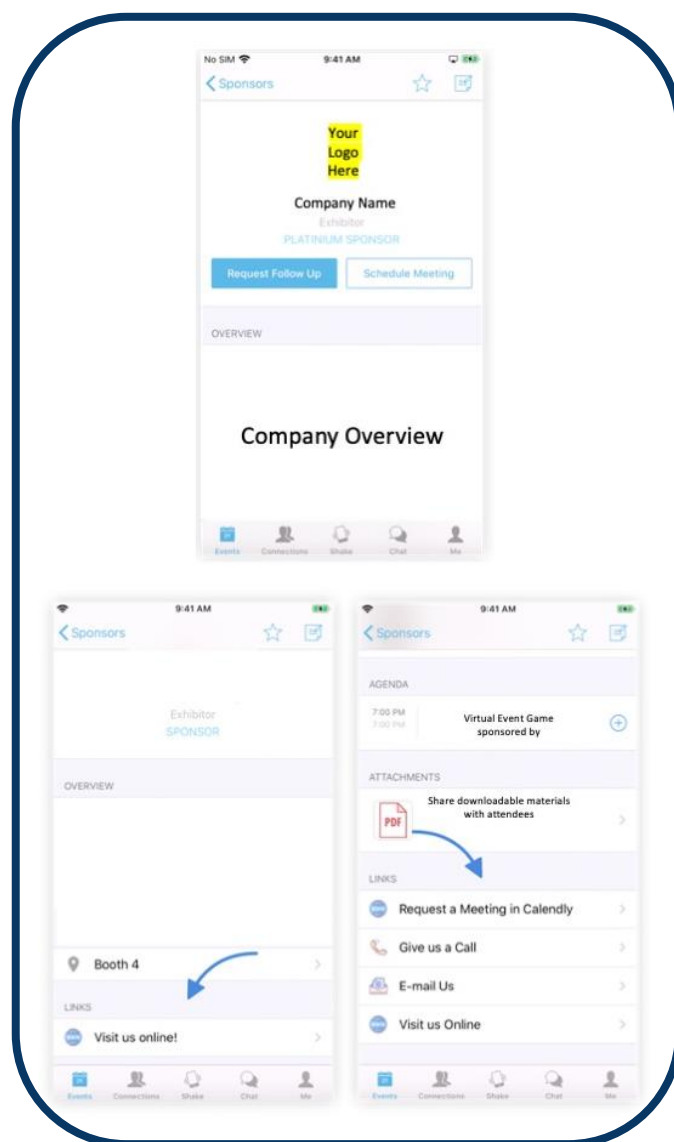 No SIM 9:41 AM
Sponsors
Your
Logo
Here
Company Name
Exhibitor
PLATINIUM SPONSOR
Request Follow Up Schedule Meeting
OVERVIEW
Company Overview
Events Connections Shake Chat Me
9:41 AM
Sponsors
Exhibitor
SPONSOR
OVERVIEW
Booth 4
LINKS
Visit us online!
Events Connections Shake Chat Me
9:41 AM
Sponsors
AGENDA
7:00 PM
7:00 PM
Virtual Event Game
sponsored by
ATTACHMENTS
PDF
Share downloadable materials
with attendees
LINKS
Request a Meeting in Calendly
Give us a Call
E-mail Us
Visit us Online
Events Connections Shake Chat Me